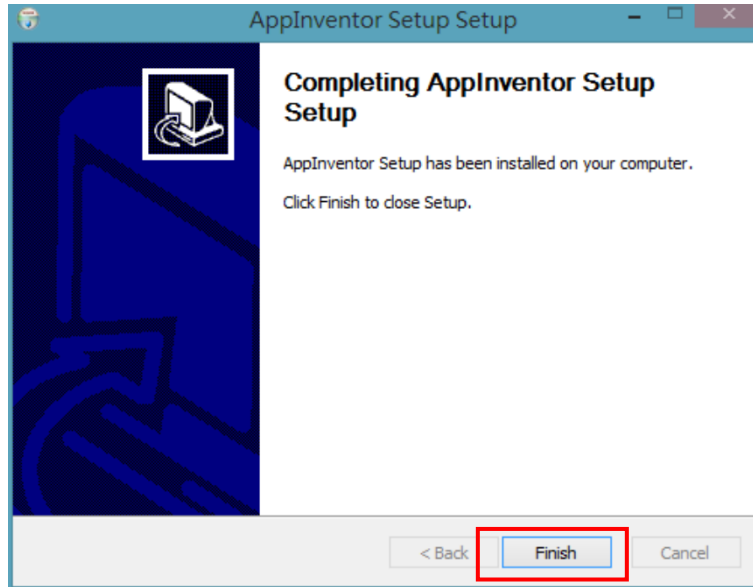 AppInventor Setup Setup
Completing AppInventor Setup
Setup
AppInventor Setup has been installed on your computer.
Click Finish to close Setup.
< Back Finish Cancel